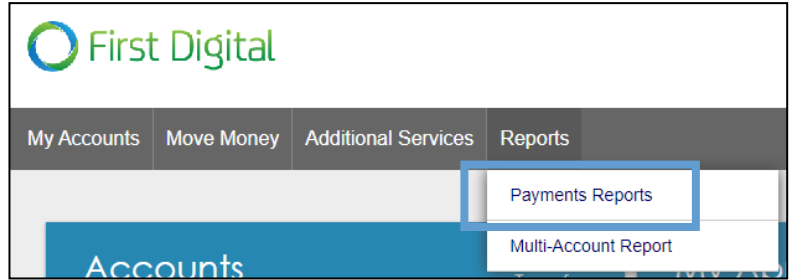 First Digital
My Accounts Move Money Additional Services Reports
Payments Reports
Multi-Account Report
Accounts